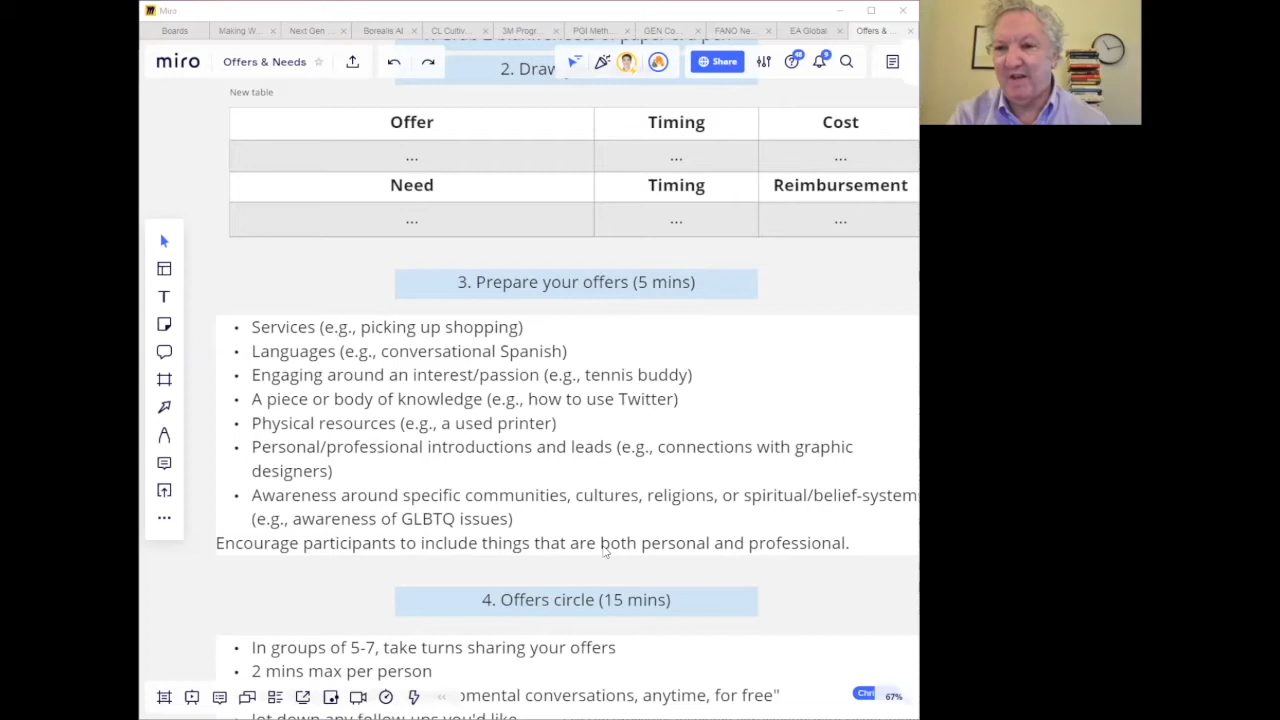 Miro
Boards
Making W...
Next Gen ...
Borealis AI
CL Cultiv...
3M Progr...
PGI Meth...
GEN Co...
FANO Ne...
EA Global
Offers & ...
miro
Offers & Needs
Share
2. Draw
New table
Offer Timing Cost
... ... ...
Need Timing Reimbursement
... ... ...
3. Prepare your offers (5 mins)
• Services (e.g., picking up shopping)
• Languages (e.g., conversational Spanish)
• Engaging around an interest/passion (e.g., tennis buddy)
• A piece or body of knowledge (e.g., how to use Twitter)
• Physical resources (e.g., a used printer)
• Personal/professional introductions and leads (e.g., connections with graphic
designers)
• Awareness around specific communities, cultures, religions, or spiritual/belief-system
(e.g., awareness of GLBTQ issues)
Encourage participants to include things that are both personal and professional.
4. Offers circle (15 mins)
• In groups of 5-7, take turns sharing your offers
• 2 mins max per person
omental conversations, anytime, for free"
Chri
67%